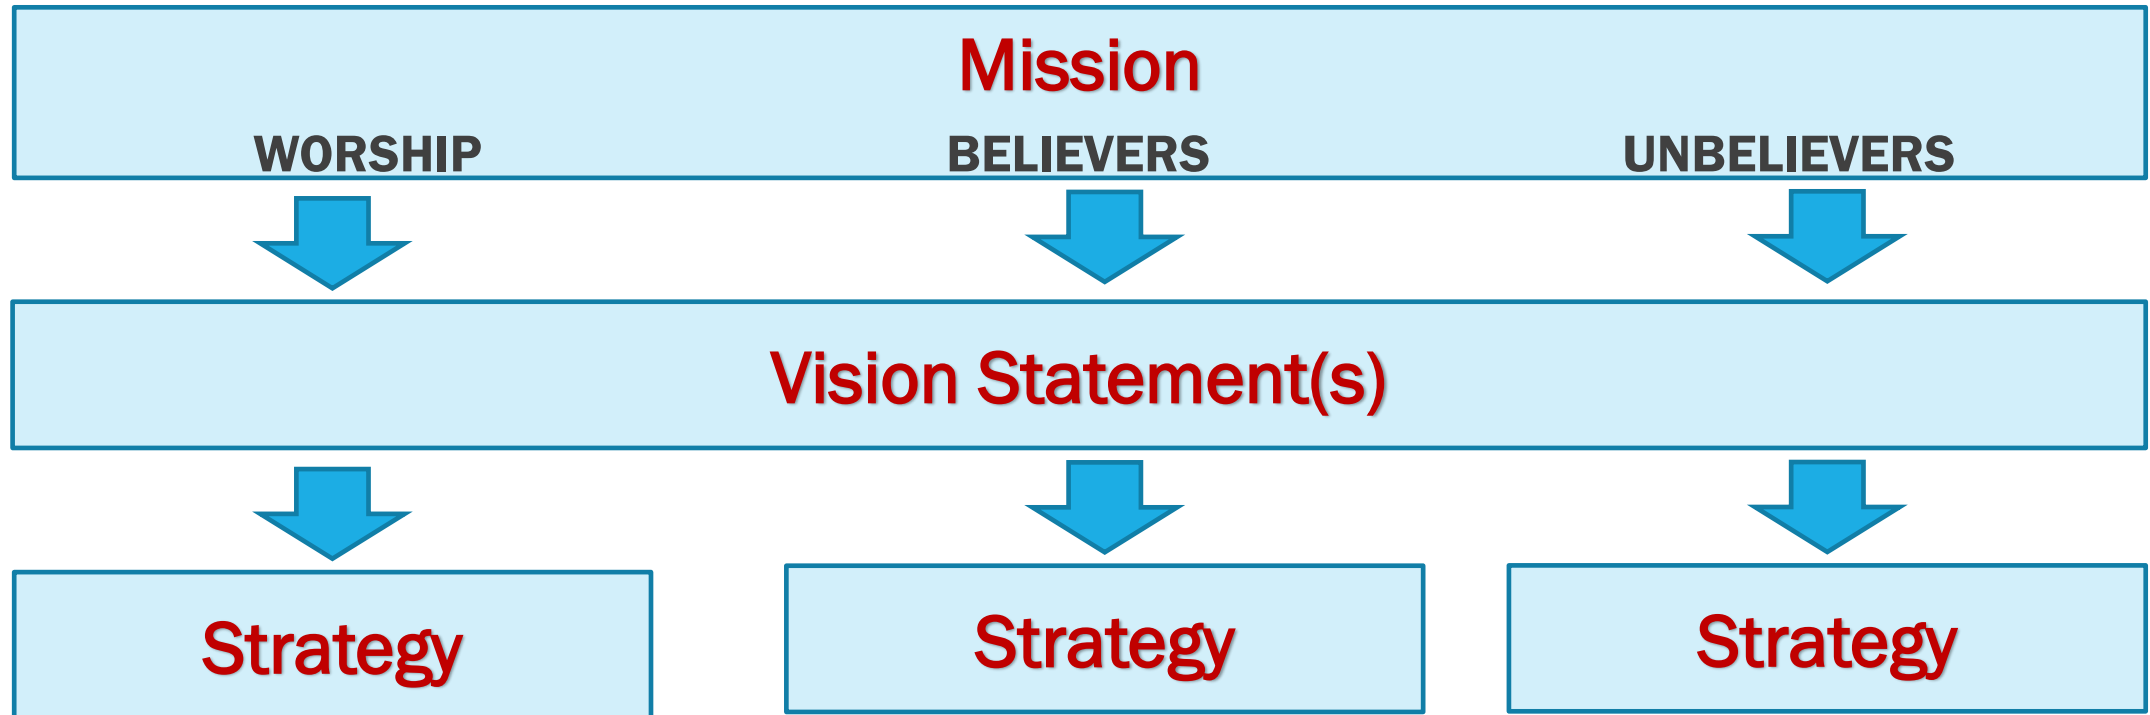 Mission
WORSHIP BELIEVERS UNBELIEVERS
Vision Statement(s)
Strategy Strategy Strategy